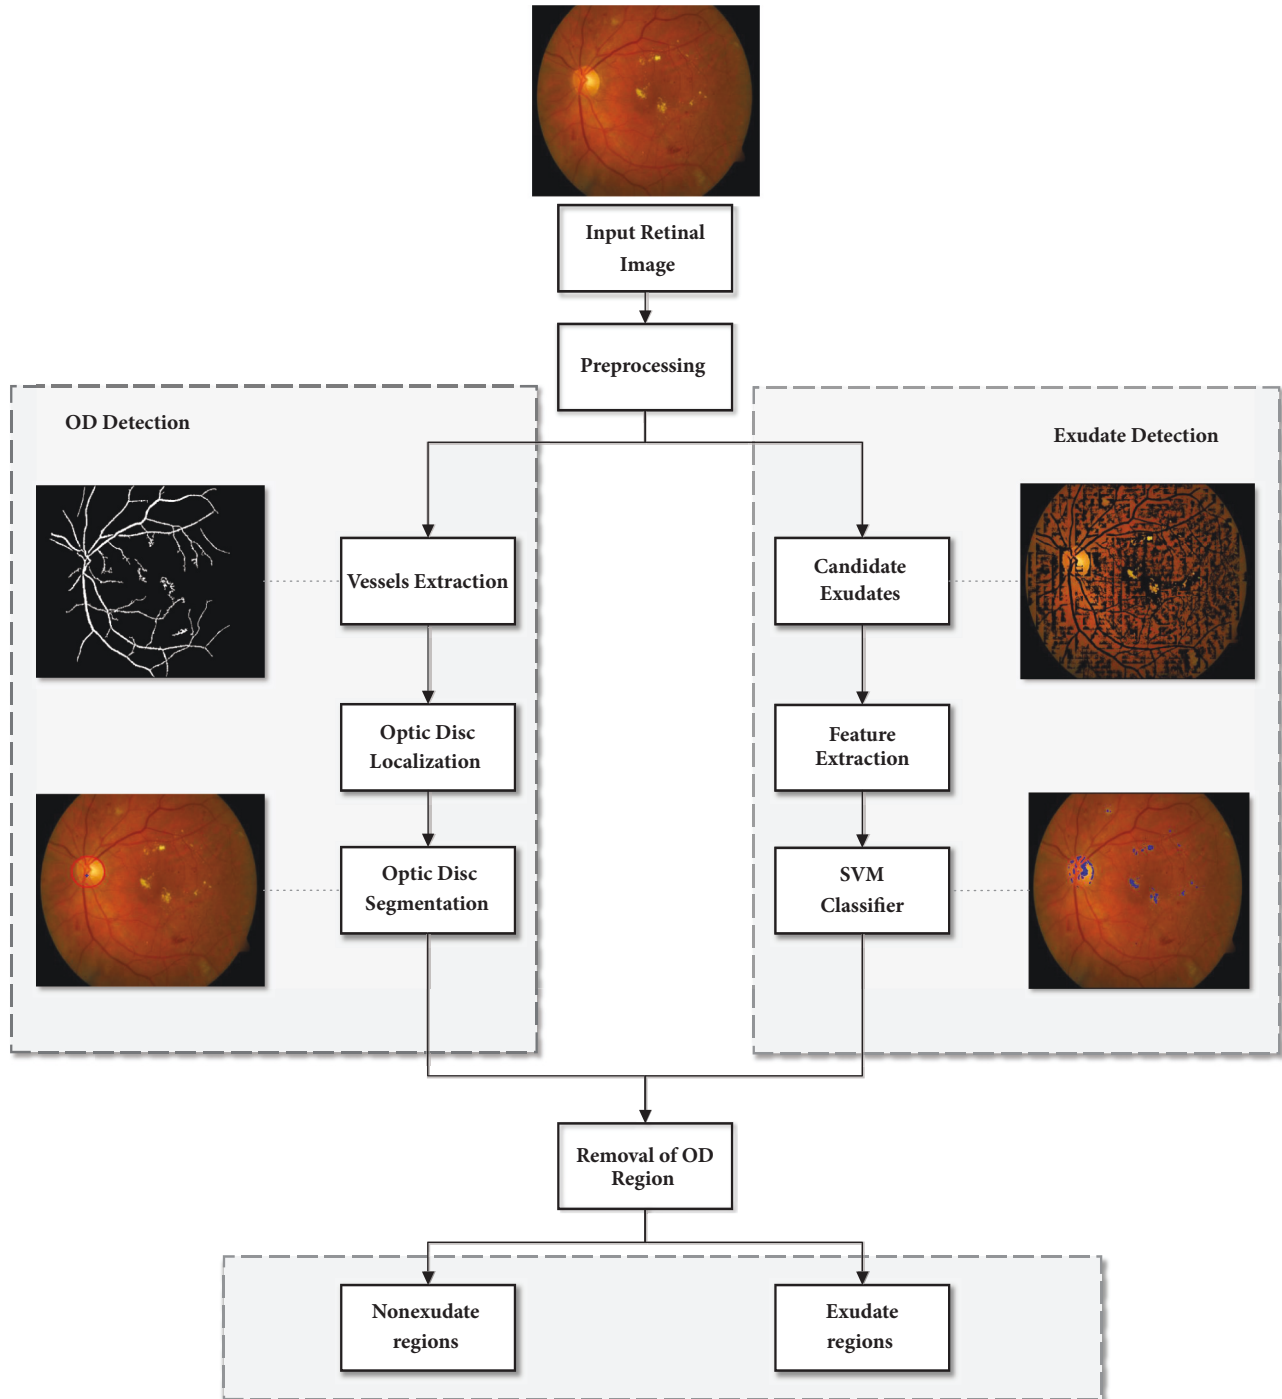 Input Retinal
Image
Preprocessing
OD Detection
Vessels Extraction
Optic Disc
Localization
Optic Disc
Segmentation
Exudate Detection
Candidate
Exudates
Feature
Extraction
SVM
Classifier
Removal of OD
Region
Nonexudate
regions
Exudate
regions